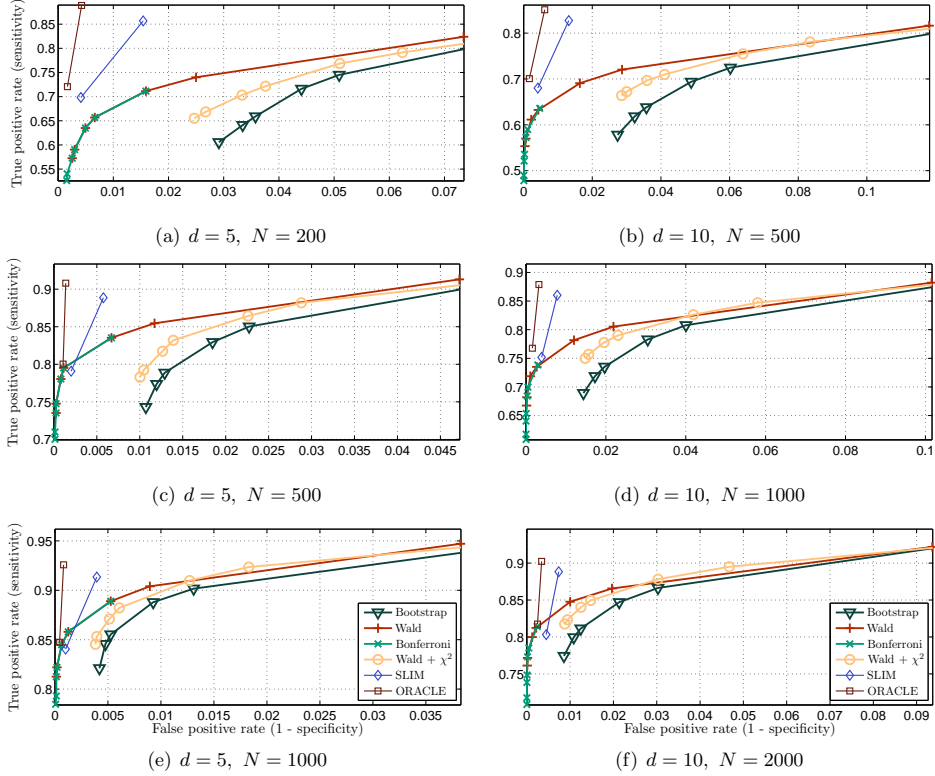 True positive rate (sensitivity)
0.85
0.8
0.75
0.7
0.65
0.6
0.55
0 0.01 0.02 0.03 0.04 0.05 0.06 0.07
(a) d = 5, N = 200
0.8
0.7
0.6
0.5
0 0.02 0.04 0.06 0.08 0.1
(b) d = 10, N = 500
True positive rate (sensitivity)
0.9
0.85
0.8
0.75
0.7
0 0.005 0.01 0.015 0.02 0.025 0.03 0.035 0.04 0.045
(c) d = 5, N = 500
0.9
0.85
0.8
0.75
0.7
0.65
0 0.02 0.04 0.06 0.08 0.1
(d) d = 10, N = 1000
True positive rate (sensitivity)
0.95
0.9
0.85
0.8
0 0.005 0.01 0.015 0.02 0.025 0.03 0.035
False positive rate (1 - specificity)
Bootstrap
Wald
Bonferroni
Wald + χ²
SLIM
ORACLE
(e) d = 5, N = 1000
0.95
0.9
0.85
0.8
0.75
0 0.01 0.02 0.03 0.04 0.05 0.06 0.07 0.08 0.09
False positive rate (1 - specificity)
Bootstrap
Wald
Bonferroni
Wald + χ²
SLIM
ORACLE
(f) d = 10, N = 2000